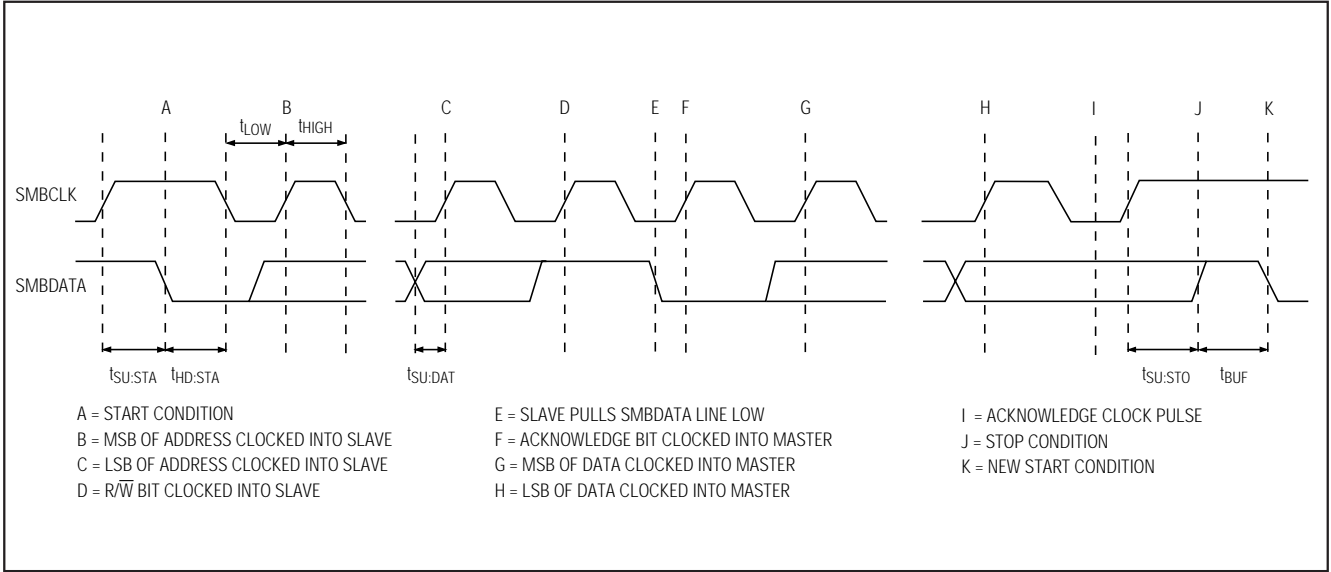 A B C D E F G H I J K
tLOW tHIGH
SMBCLK
SMBDATA
tSU:STA tHD:STA tSU:DAT tSU:STO tBUF
A = START CONDITION
B = MSB OF ADDRESS CLOCKED INTO SLAVE
C = LSB OF ADDRESS CLOCKED INTO SLAVE
D = R/W̅ BIT CLOCKED INTO SLAVE
E = SLAVE PULLS SMBDATA LINE LOW
F = ACKNOWLEDGE BIT CLOCKED INTO MASTER
G = MSB OF DATA CLOCKED INTO MASTER
H = LSB OF DATA CLOCKED INTO MASTER
I = ACKNOWLEDGE CLOCK PULSE
J = STOP CONDITION
K = NEW START CONDITION